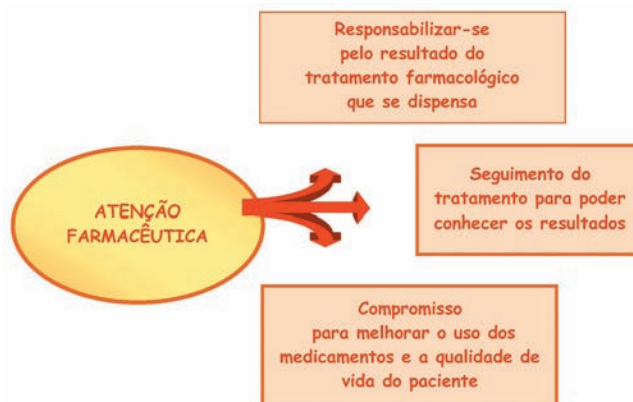 Responsabilizar-se
pelo resultado do
tratamento farmacológico
que se dispensa
ATENÇÃO
FARMACÊUTICA
Seguimento do
tratamento para poder
conhecer os resultados
Compromisso
para melhorar o uso dos
medicamentos e a qualidade de
vida do paciente